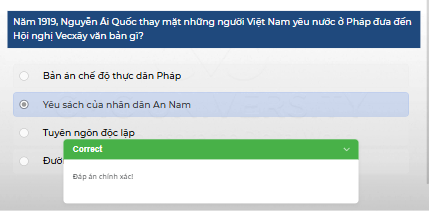 Năm 1919, Nguyễn Ái Quốc thay mặt những người Việt Nam yêu nước ở Pháp đưa đến
Hội nghị Vecxây văn bản gì?
Bản án chế độ thực dân Pháp
Yêu sách của nhân dân An Nam
Tuyên ngôn độc lập
Correct
Đáp án chính xác!